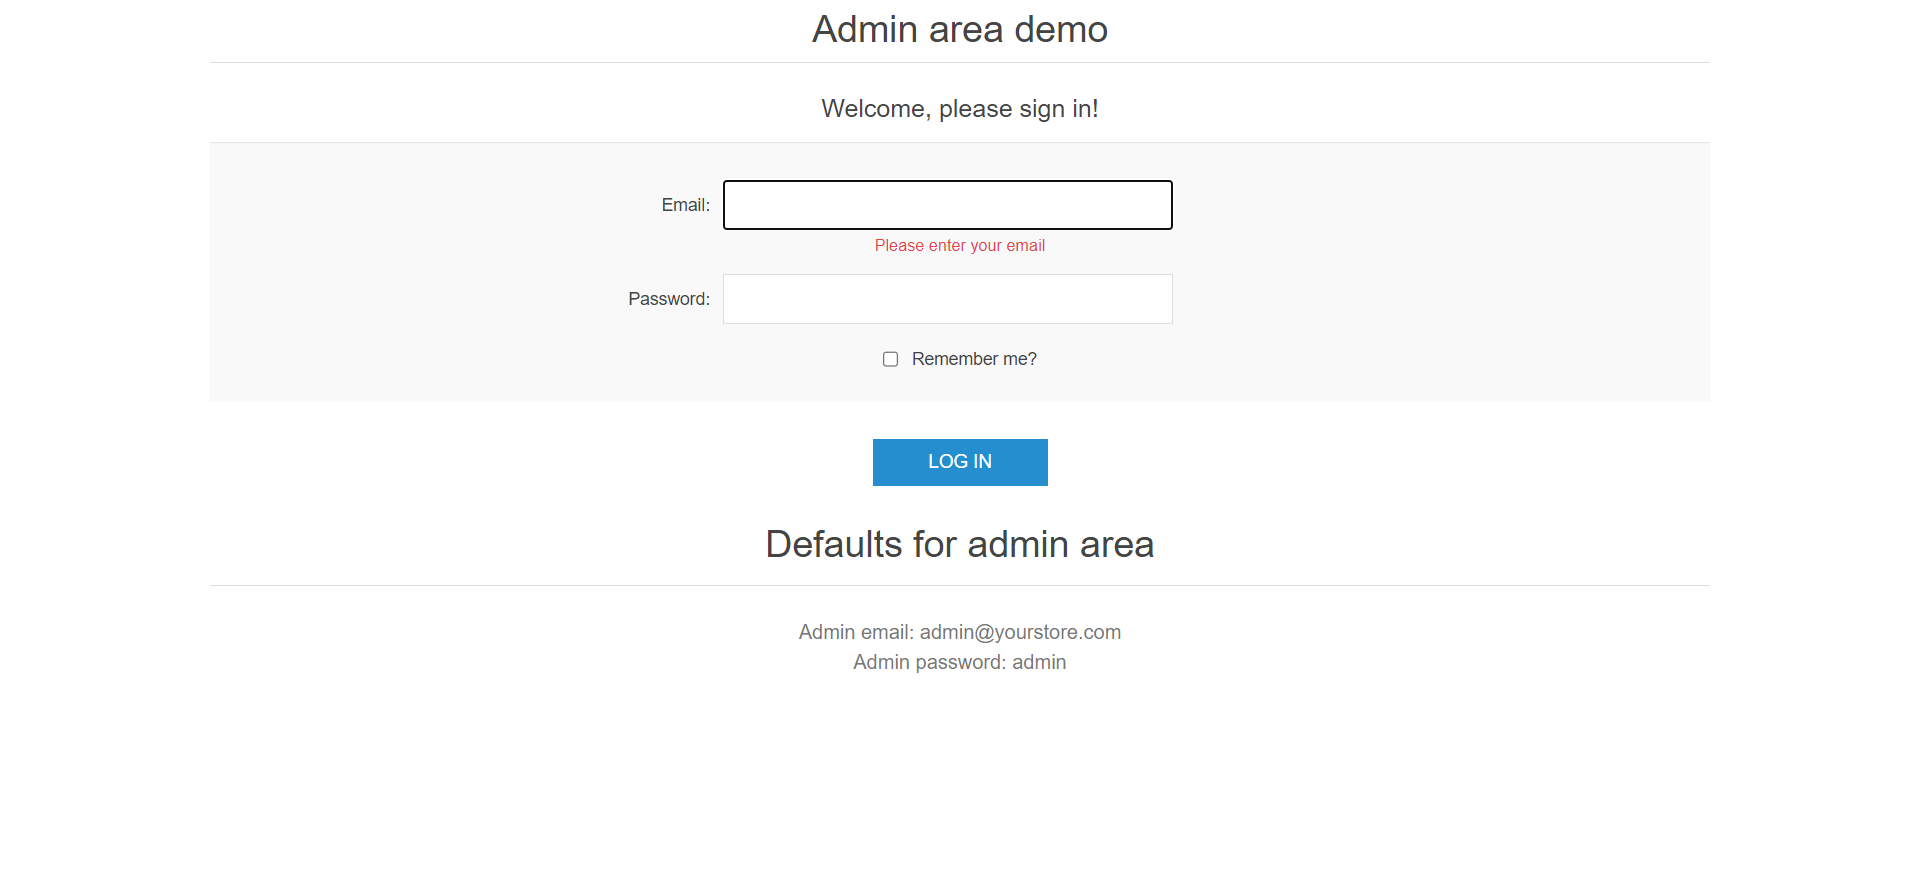 Admin area demo
Welcome, please sign in!
Email:
Please enter your email
Password:
Remember me?
LOG IN
Defaults for admin area
Admin email: admin@yourstore.com
Admin password: admin